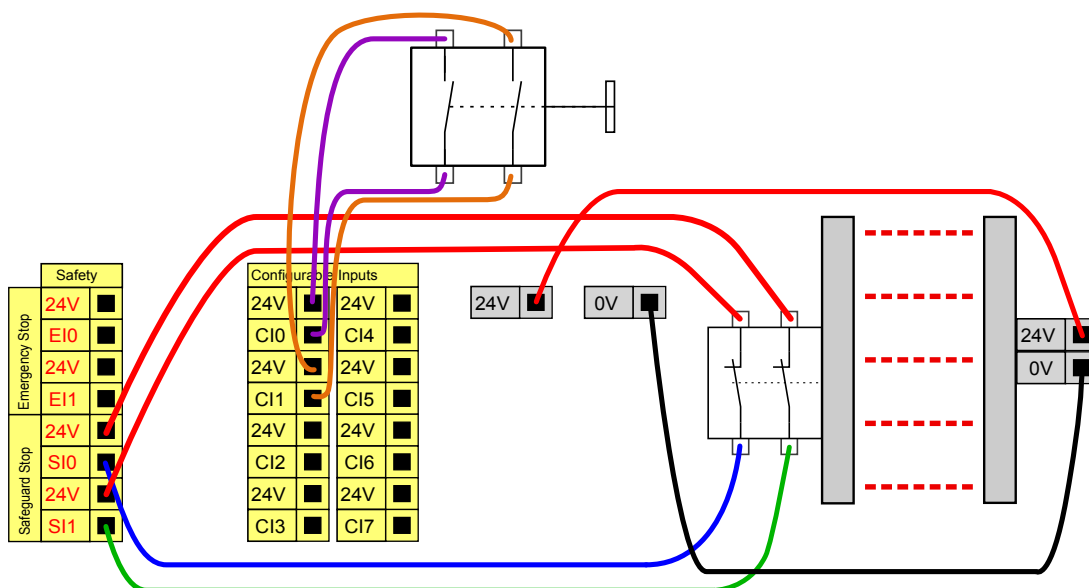 Safety
Emergency Stop
24V
EI0
24V
EI1
Safeguard Stop
24V
SI0
24V
SI1
Configurable Inputs
24V 24V
CI0 CI4
24V 24V
CI1 CI5
24V 24V
CI2 CI6
24V 24V
CI3 CI7
24V
0V
24V
0V